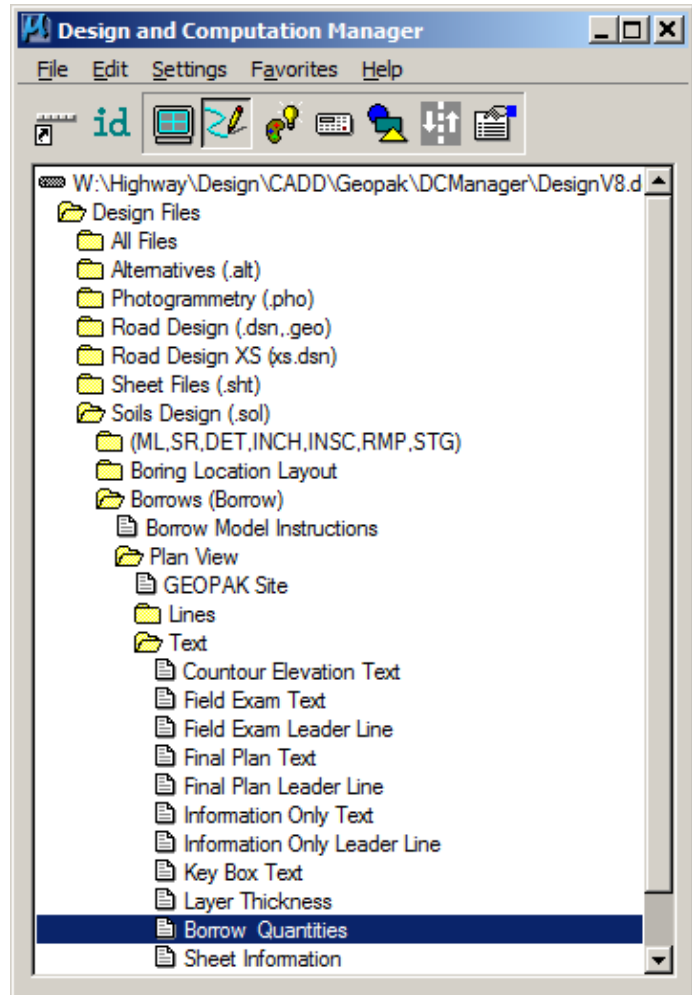 Design and Computation Manager
File Edit Settings Favorites Help
id
W:\Highway\Design\CADD\Geopak\DCManager\DesignV8.d
Design Files
All Files
Alternatives (.alt)
Photogrammetry (.pho)
Road Design (.dsn,.geo)
Road Design XS (xs.dsn)
Sheet Files (.sht)
Soils Design (.sol)
(ML,SR,DET,INCH,INSC,RMP,STG)
Boring Location Layout
Borrows (Borrow)
Borrow Model Instructions
Plan View
GEOPAK Site
Lines
Text
Countour Elevation Text
Field Exam Text
Field Exam Leader Line
Final Plan Text
Final Plan Leader Line
Information Only Text
Information Only Leader Line
Key Box Text
Layer Thickness
Borrow Quantities
Sheet Information